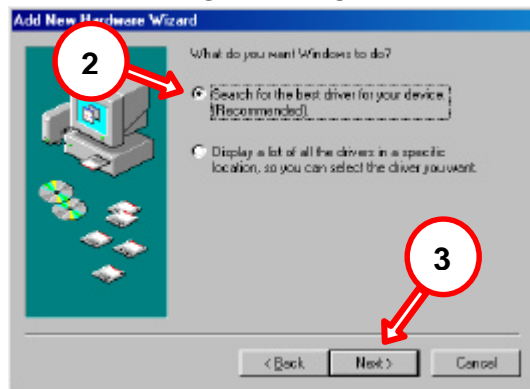 Add New Hardware Wizard
2
What do you want Windows to do?
Search for the best driver for your device.
(Recommended).
Display a list of all the drivers in a specific
location, so you can select the driver you want.
3
< Back
Next >
Cancel